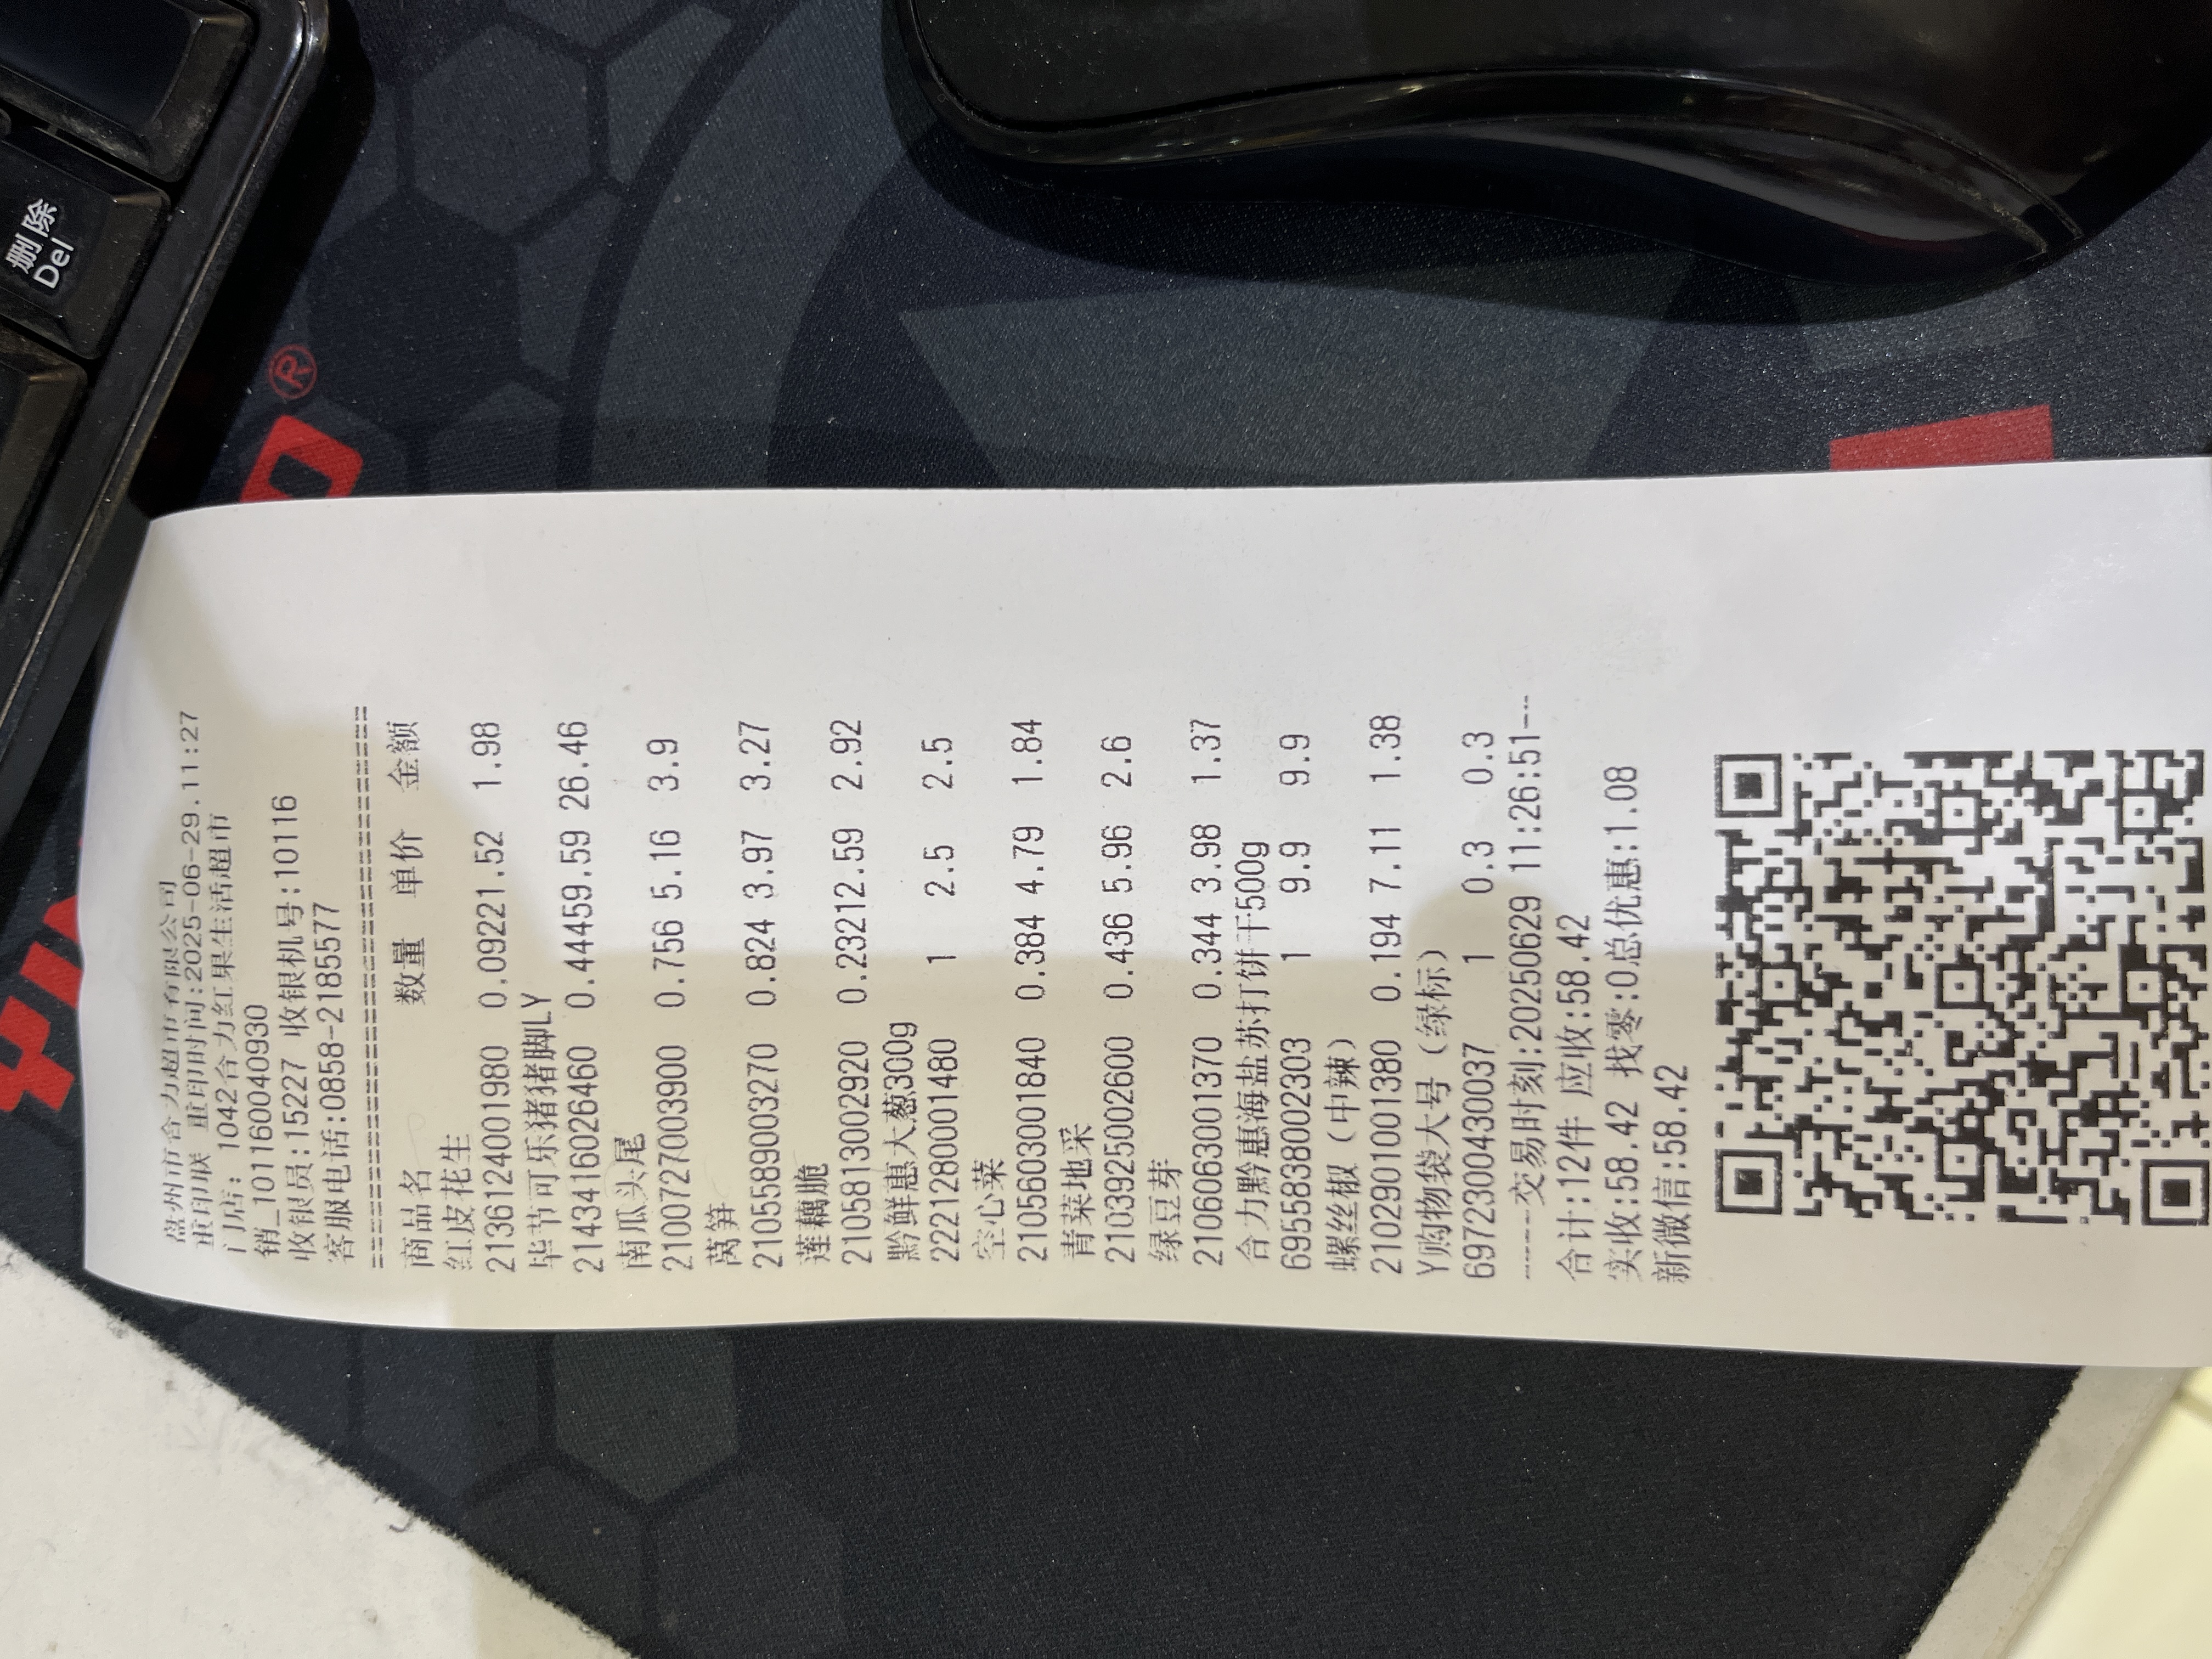 盘州市合力超市有限公司
重印联 重印时间:2025-06-29.11:27
门店: 1042合力红果生活超市
销_101160040930
收银员:15227 收银机号:10116
客服电话:0858-2185577
================================
商品名 数量 单价 金额
红皮花生
2136124001980 0.09221.52 1.98
毕节可乐猪猪脚LY
2143416026460 0.44459.59 26.46
南瓜头尾
2100727003900 0.756 5.16 3.9
莴笋
2105589003270 0.824 3.97 3.27
莲藕脆
2105813002920 0.23212.59 2.92
黔鲜惠大葱300g
2221280001480 1 2.5 2.5
空心菜
2105603001840 0.384 4.79 1.84
青菜地采
2103925002600 0.436 5.96 2.6
绿豆芽
2106063001370 0.344 3.98 1.37
合力黔惠海盐苏打饼干500g
6955838002303 1 9.9 9.9
螺丝椒（中辣）
2102901001380 0.194 7.11 1.38
Y购物袋大号（绿标）
6972300430037 1 0.3 0.3
----交易时刻:20250629 11:26:51--
合计:12件 应收:58.42
实收:58.42 找零:0总优惠:1.08
新微信:58.42
删除
Del
®